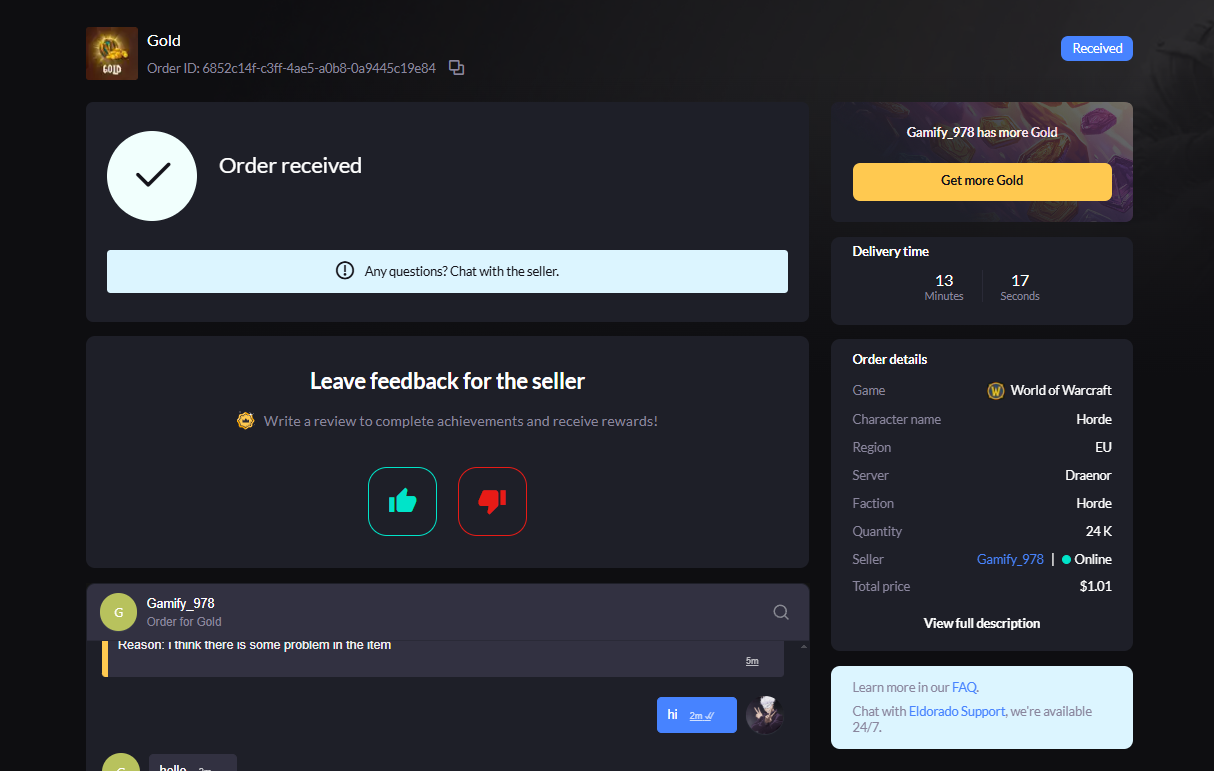 GOLD
Gold
Order ID: 6852c14f-c3ff-4ae5-a0b8-0a9445c19e84
Received
Order received
Any questions? Chat with the seller.
Leave feedback for the seller
Write a review to complete achievements and receive rewards!
G
Gamify_978
Order for Gold
Reason: I think there is some problem in the item
5m
hi 2m
G
hello 2m
Gamify_978 has more Gold
Get more Gold
Delivery time
13 17
Minutes Seconds
Order details
Game World of Warcraft
Character name Horde
Region EU
Server Draenor
Faction Horde
Quantity 24 K
Seller Gamify_978 | Online
Total price $1.01
View full description
Learn more in our FAQ.
Chat with Eldorado Support, we're available
24/7.